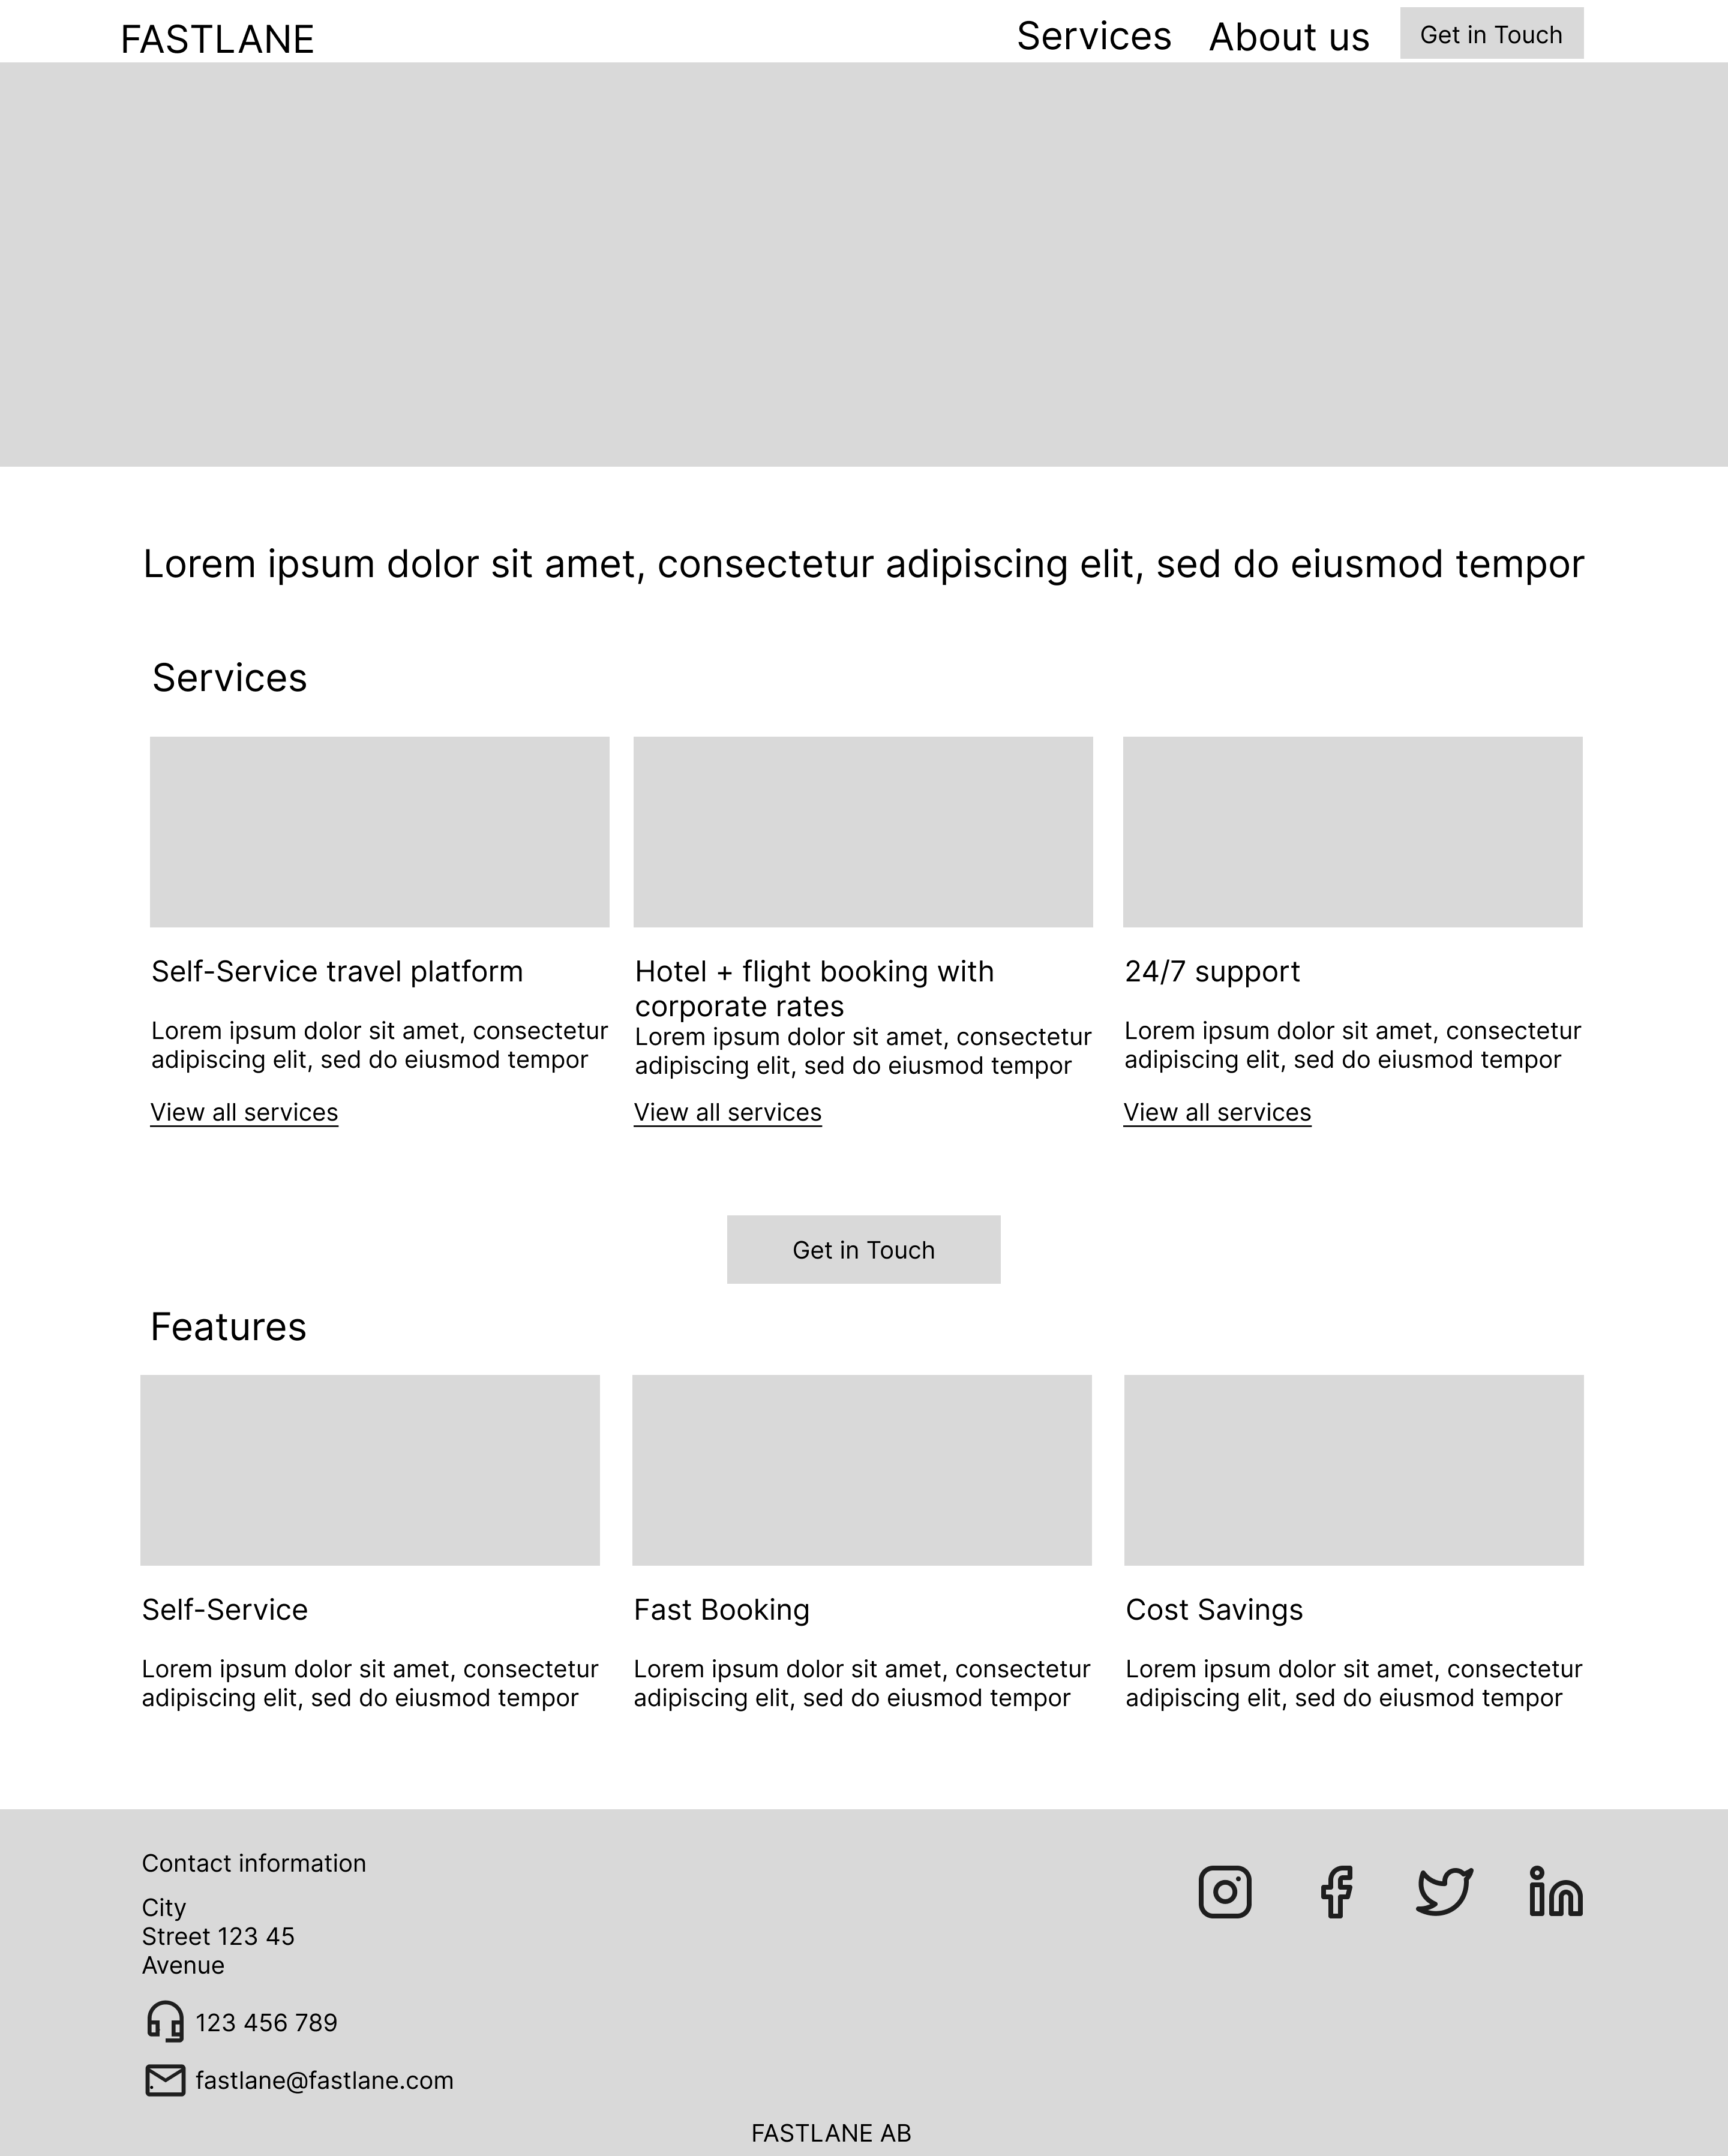 FASTLANE
Services
About us
Get in Touch
Lorem ipsum dolor sit amet, consectetur adipiscing elit, sed do eiusmod tempor
Services
Self-Service travel platform
Lorem ipsum dolor sit amet, consectetur
adipiscing elit, sed do eiusmod tempor
View all services
Hotel + flight booking with
corporate rates
Lorem ipsum dolor sit amet, consectetur
adipiscing elit, sed do eiusmod tempor
View all services
24/7 support
Lorem ipsum dolor sit amet, consectetur
adipiscing elit, sed do eiusmod tempor
View all services
Get in Touch
Features
Self-Service
Lorem ipsum dolor sit amet, consectetur
adipiscing elit, sed do eiusmod tempor
Fast Booking
Lorem ipsum dolor sit amet, consectetur
adipiscing elit, sed do eiusmod tempor
Cost Savings
Lorem ipsum dolor sit amet, consectetur
adipiscing elit, sed do eiusmod tempor
Contact information
City
Street 123 45
Avenue
123 456 789
fastlane@fastlane.com
FASTLANE AB